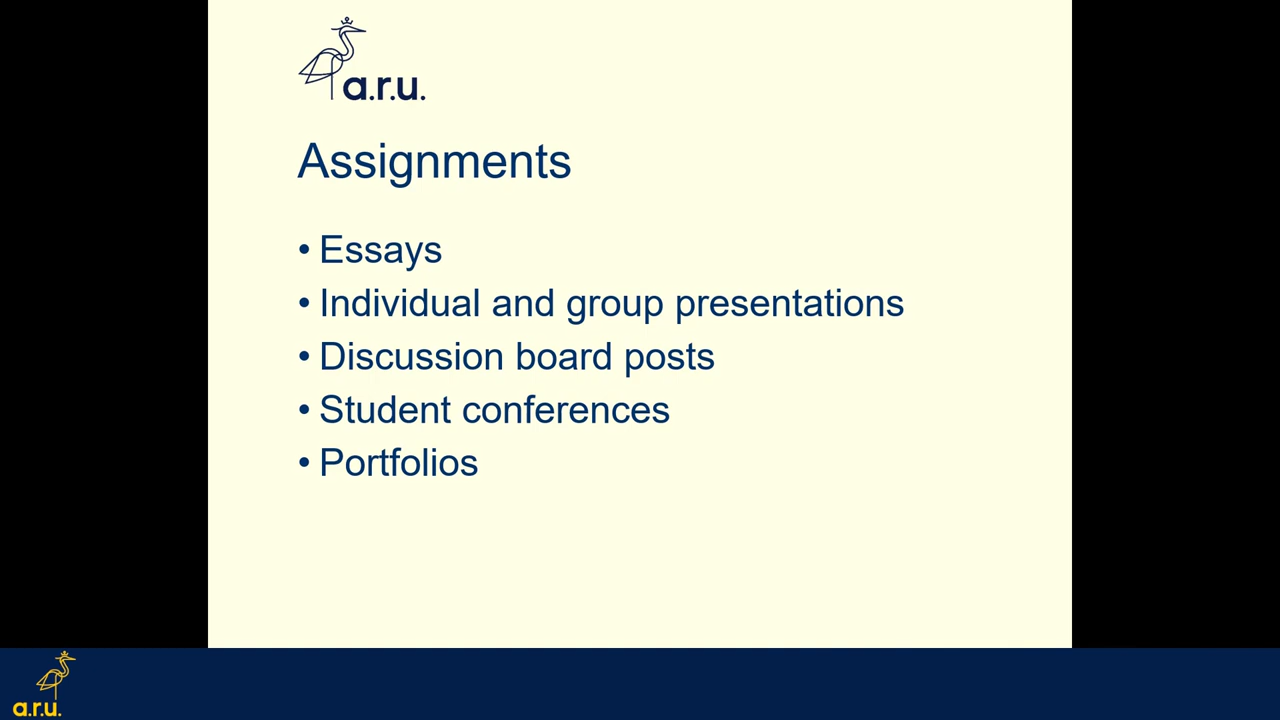 a.r.u.
Assignments
• Essays
• Individual and group presentations
• Discussion board posts
• Student conferences
• Portfolios
a.r.u.